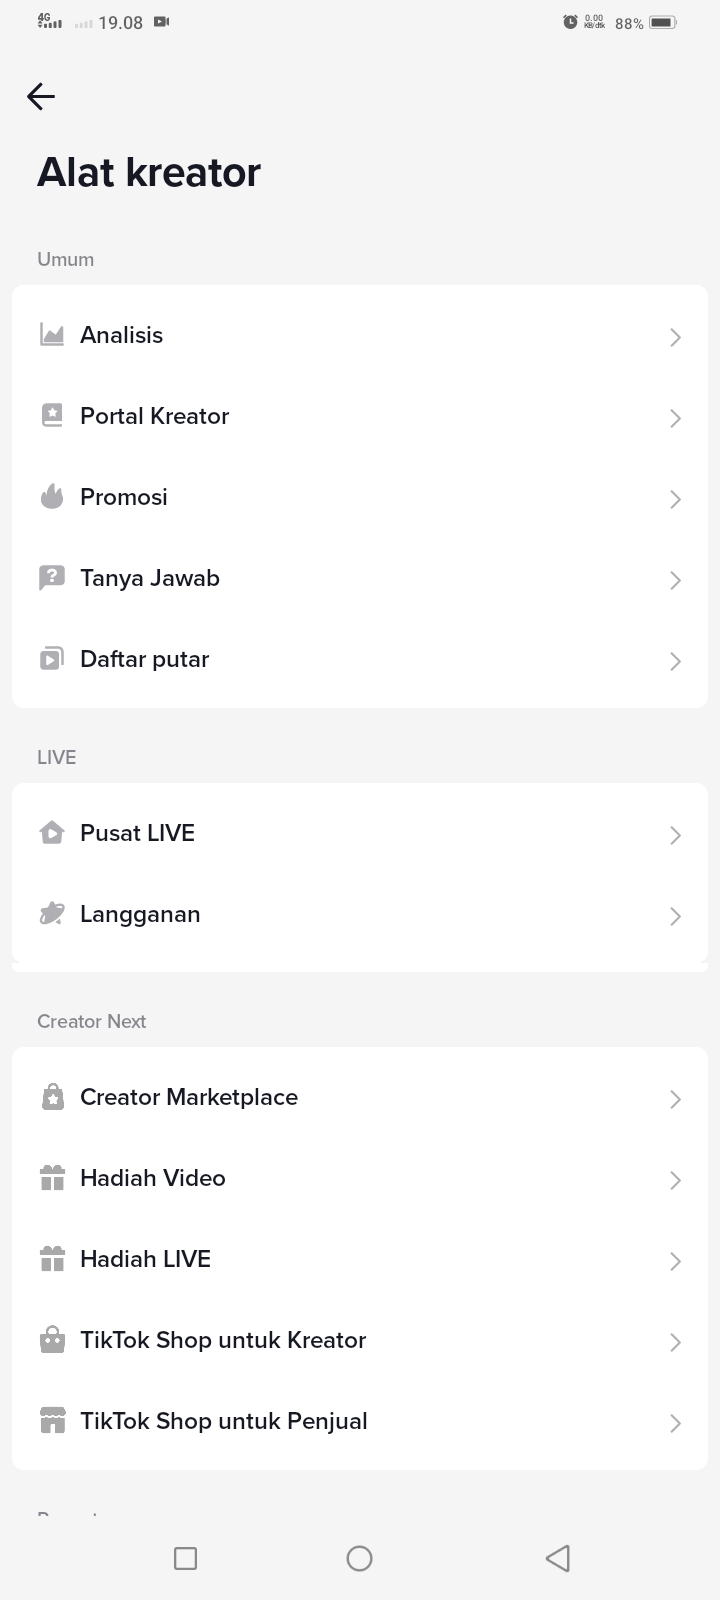 4G 19.08 0.00 KB/dtk 88%
Alat kreator
Umum
Analisis
Portal Kreator
Promosi
Tanya Jawab
Daftar putar
LIVE
Pusat LIVE
Langganan
Creator Next
Creator Marketplace
Hadiah Video
Hadiah LIVE
TikTok Shop untuk Kreator
TikTok Shop untuk Penjual